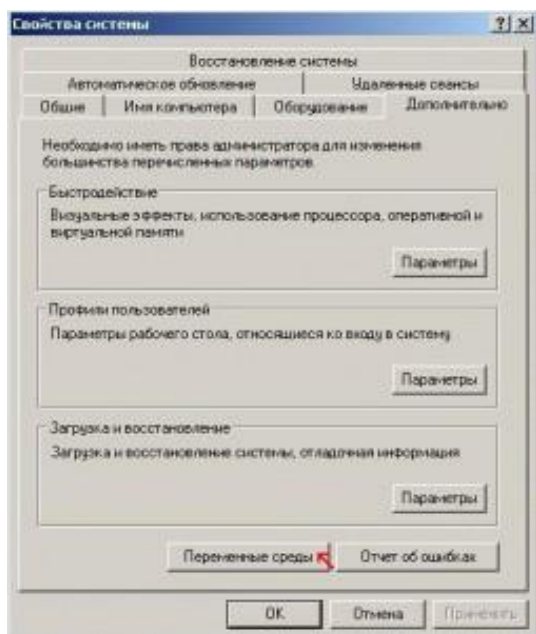 Свойства системы
Восстановление системы
Автоматическое обновление
Удаленные сеансы
Общие
Имя компьютера
Оборудование
Дополнительно
Необходимо иметь права администратора для изменения
большинства перечисленных параметров.
Быстродействие
Визуальные эффекты, использование процессора, оперативной и
виртуальной памяти
Параметры
Профили пользователей
Параметры рабочего стола, относящиеся ко входу в систему
Параметры
Загрузка и восстановление
Загрузка и восстановление системы, отладочная информация
Параметры
Переменные среды
Отчет об ошибках
OK
Отмена
Применить